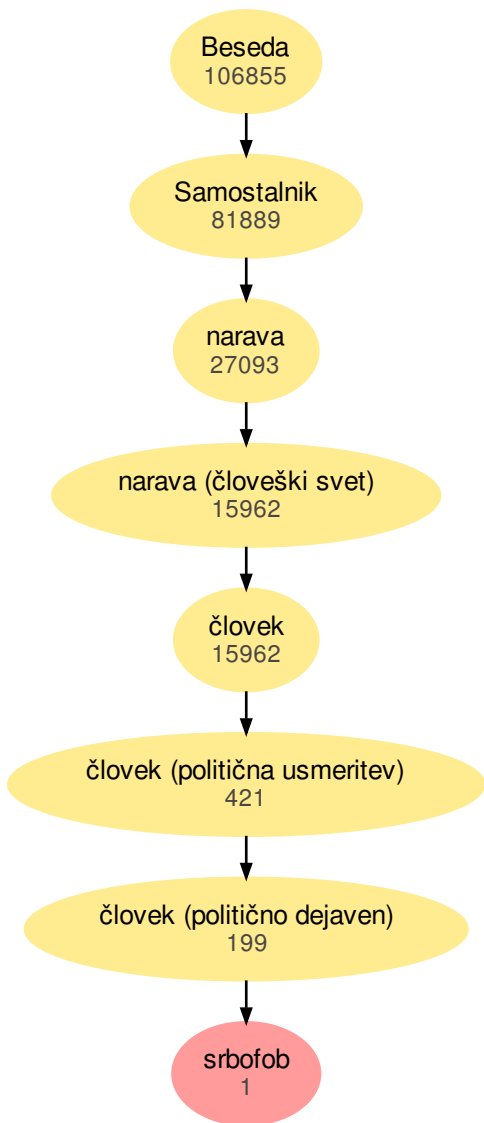 Beseda
106855
Samostalnik
81889
narava
27093
narava (človeški svet)
15962
človek
15962
človek (politična usmeritev)
421
človek (politično dejaven)
199
srbofob
1